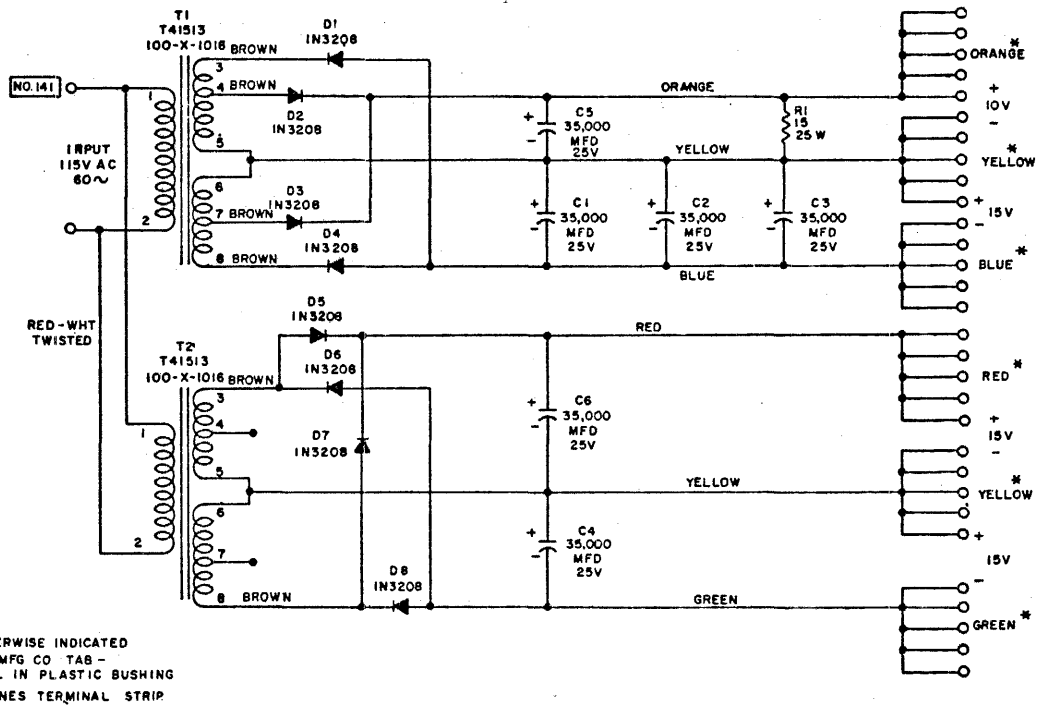 T1
T41513
100-X-1016
NO.141
INPUT
115V AC
60~
1
2
3
4
5
6
7
8
BROWN
BROWN
BROWN
BROWN
D1
IN3208
D2
IN3208
D3
IN3208
D4
IN3208
ORANGE
YELLOW
BLUE
+
-
C5
35,000
MFD
25V
R1
15
25 W
+
-
C1
35,000
MFD
25V
+
-
C2
35,000
MFD
25V
+
-
C3
35,000
MFD
25V
ORANGE *
+
10V
-
YELLOW *
+
15V
-
BLUE *
RED-WHT
TWISTED
T2
T41513
100-X-1016
1
2
3
4
5
6
7
8
BROWN
BROWN
D5
IN3208
D6
IN3208
D7
IN3208
D8
IN3208
RED
YELLOW
GREEN
+
-
C6
35,000
MFD
25V
+
-
C4
35,000
MFD
25V
RED *
+
15V
-
YELLOW *
+
15V
-
GREEN *
ERWISE INDICATED
MFG CO TAB -
IN PLASTIC BUSHING
NES TERMINAL STRIP